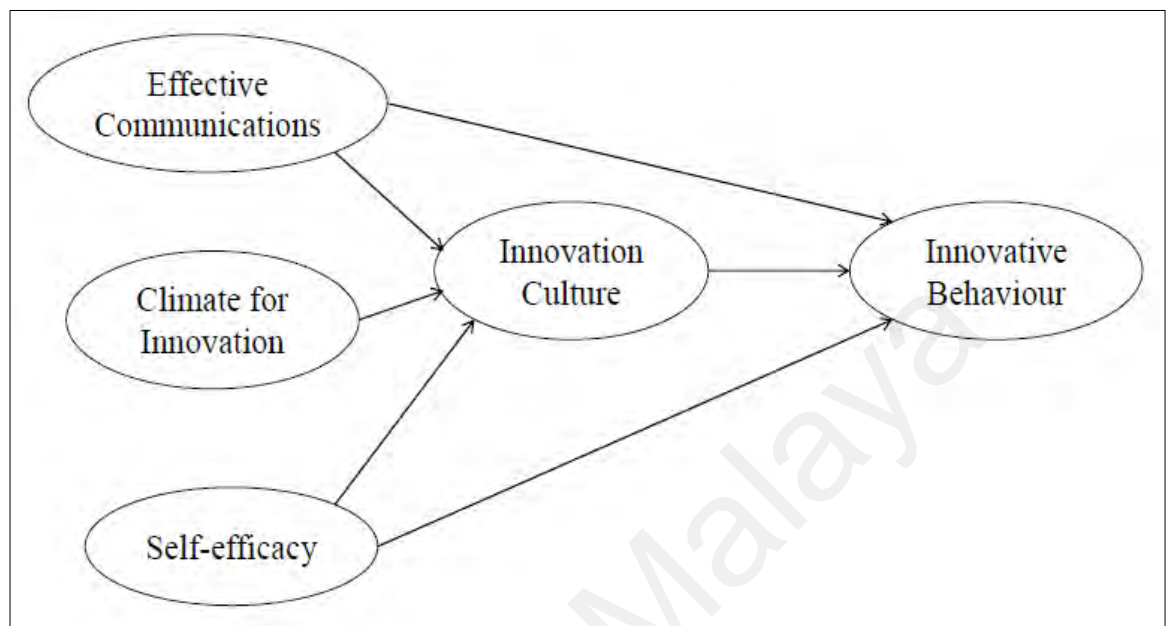 Effective
Communications
Climate for
Innovation
Self-efficacy
Innovation
Culture
Innovative
Behaviour
Malaya